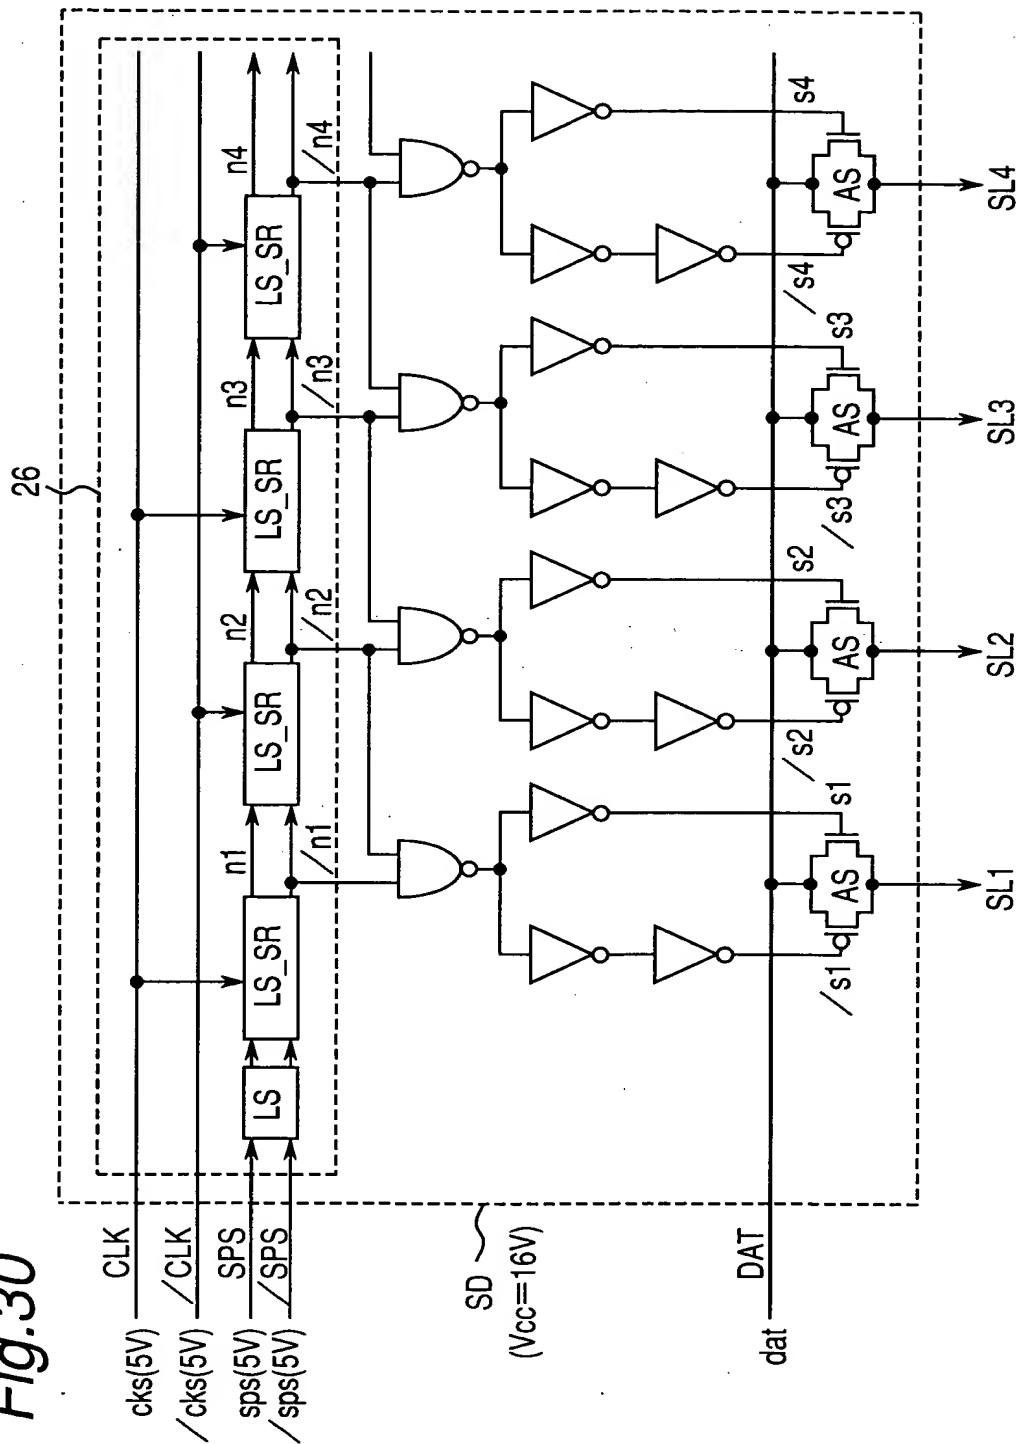 Fig.30
26
cks(5V) CLK
/cks(5V) /CLK
sps(5V) SPS
/sps(5V) /SPS
LS LS_SR n1 LS_SR n2 LS_SR n3 LS_SR n4
/n1 /n2 /n3 /n4
SD
(Vcc=16V)
dat DAT
/s1 s1 /s2 s2 /s3 s3 /s4 s4
AS AS AS AS
SL1 SL2 SL3 SL4